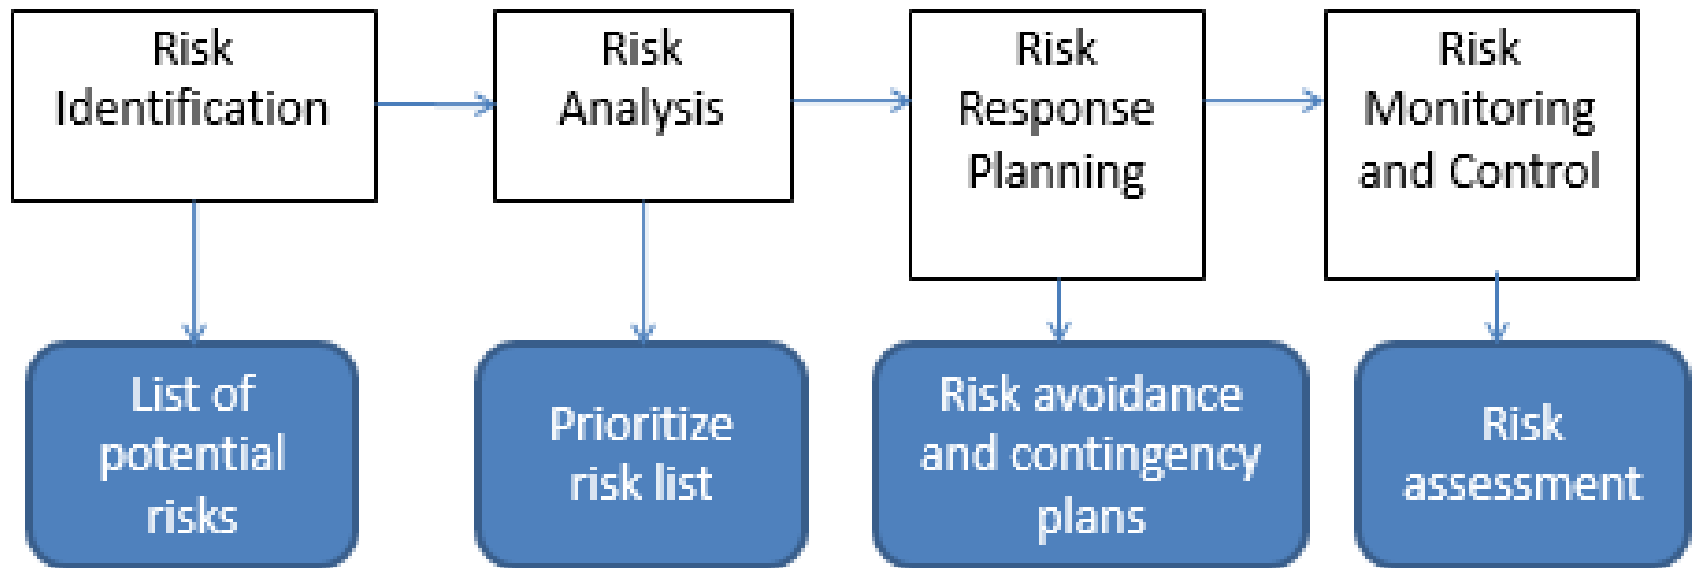 Risk
Identification
Risk
Analysis
Risk
Response
Planning
Risk
Monitoring
and Control
List of
potential
risks
Prioritize
risk list
Risk avoidance
and contingency
plans
Risk
assessment